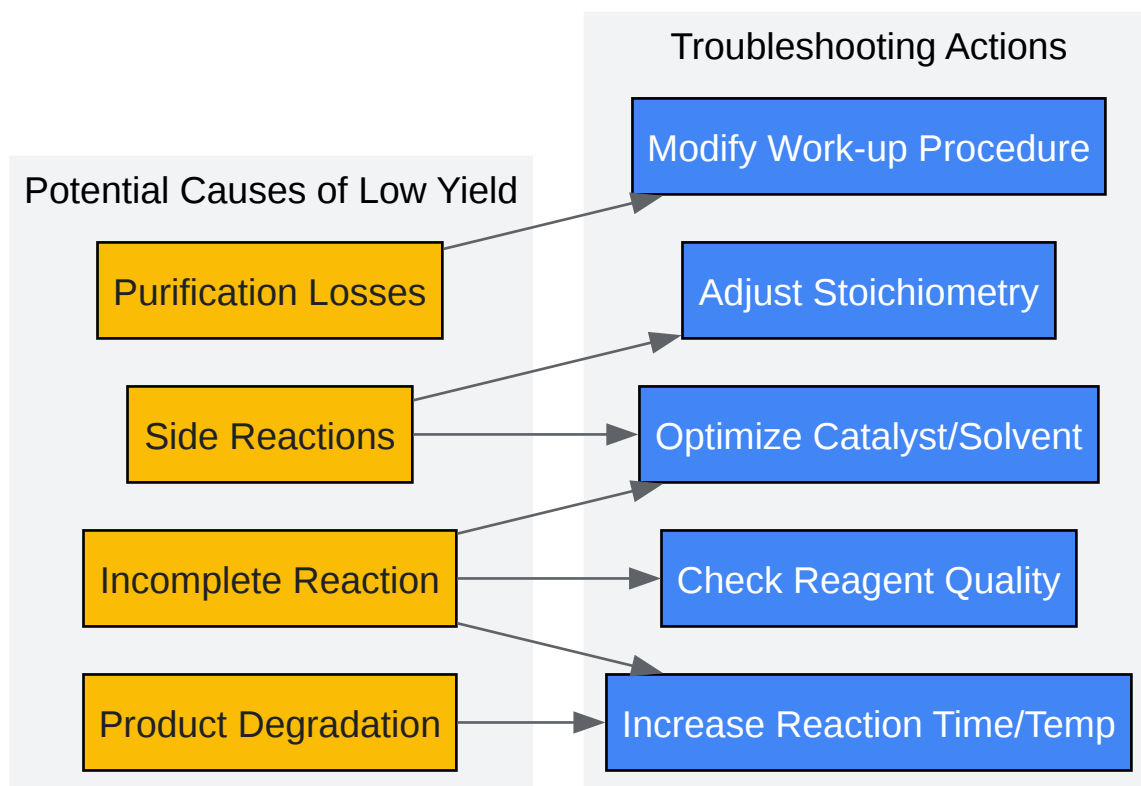 Potential Causes of Low Yield
Purification Losses
Side Reactions
Incomplete Reaction
Product Degradation
Troubleshooting Actions
Modify Work-up Procedure
Adjust Stoichiometry
Optimize Catalyst/Solvent
Check Reagent Quality
Increase Reaction Time/Temp